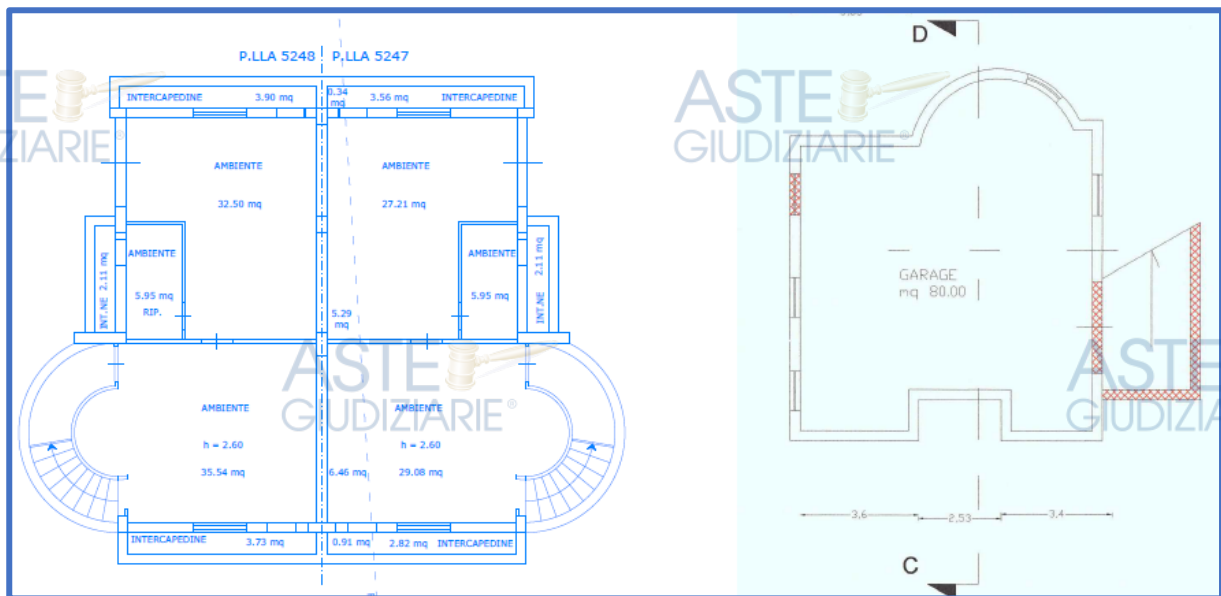 P.LLA 5248 P.LLA 5247
INTERCAPEDINE 3.90 mq 0.34 mq 3.56 mq INTERCAPEDINE
AMBIENTE AMBIENTE
32.50 mq 27.21 mq
INT.NE 2.11 mq
AMBIENTE
5.95 mq
RIP.
5.29 mq
AMBIENTE
5.95 mq
INT.NE 2.11 mq
AMBIENTE AMBIENTE
h = 2.60 h = 2.60
35.54 mq 6.46 mq 29.08 mq
INTERCAPEDINE 3.73 mq 0.91 mq 2.82 mq INTERCAPEDINE
D
GARAGE
mq 80.00
3,6 2,53 3,4
C
ASTE
GIUDIZIARIE®
ASTE
GIUDIZIARIE®
ASTE
GIUDIZIARIE®
ASTE
GIUDIZIA